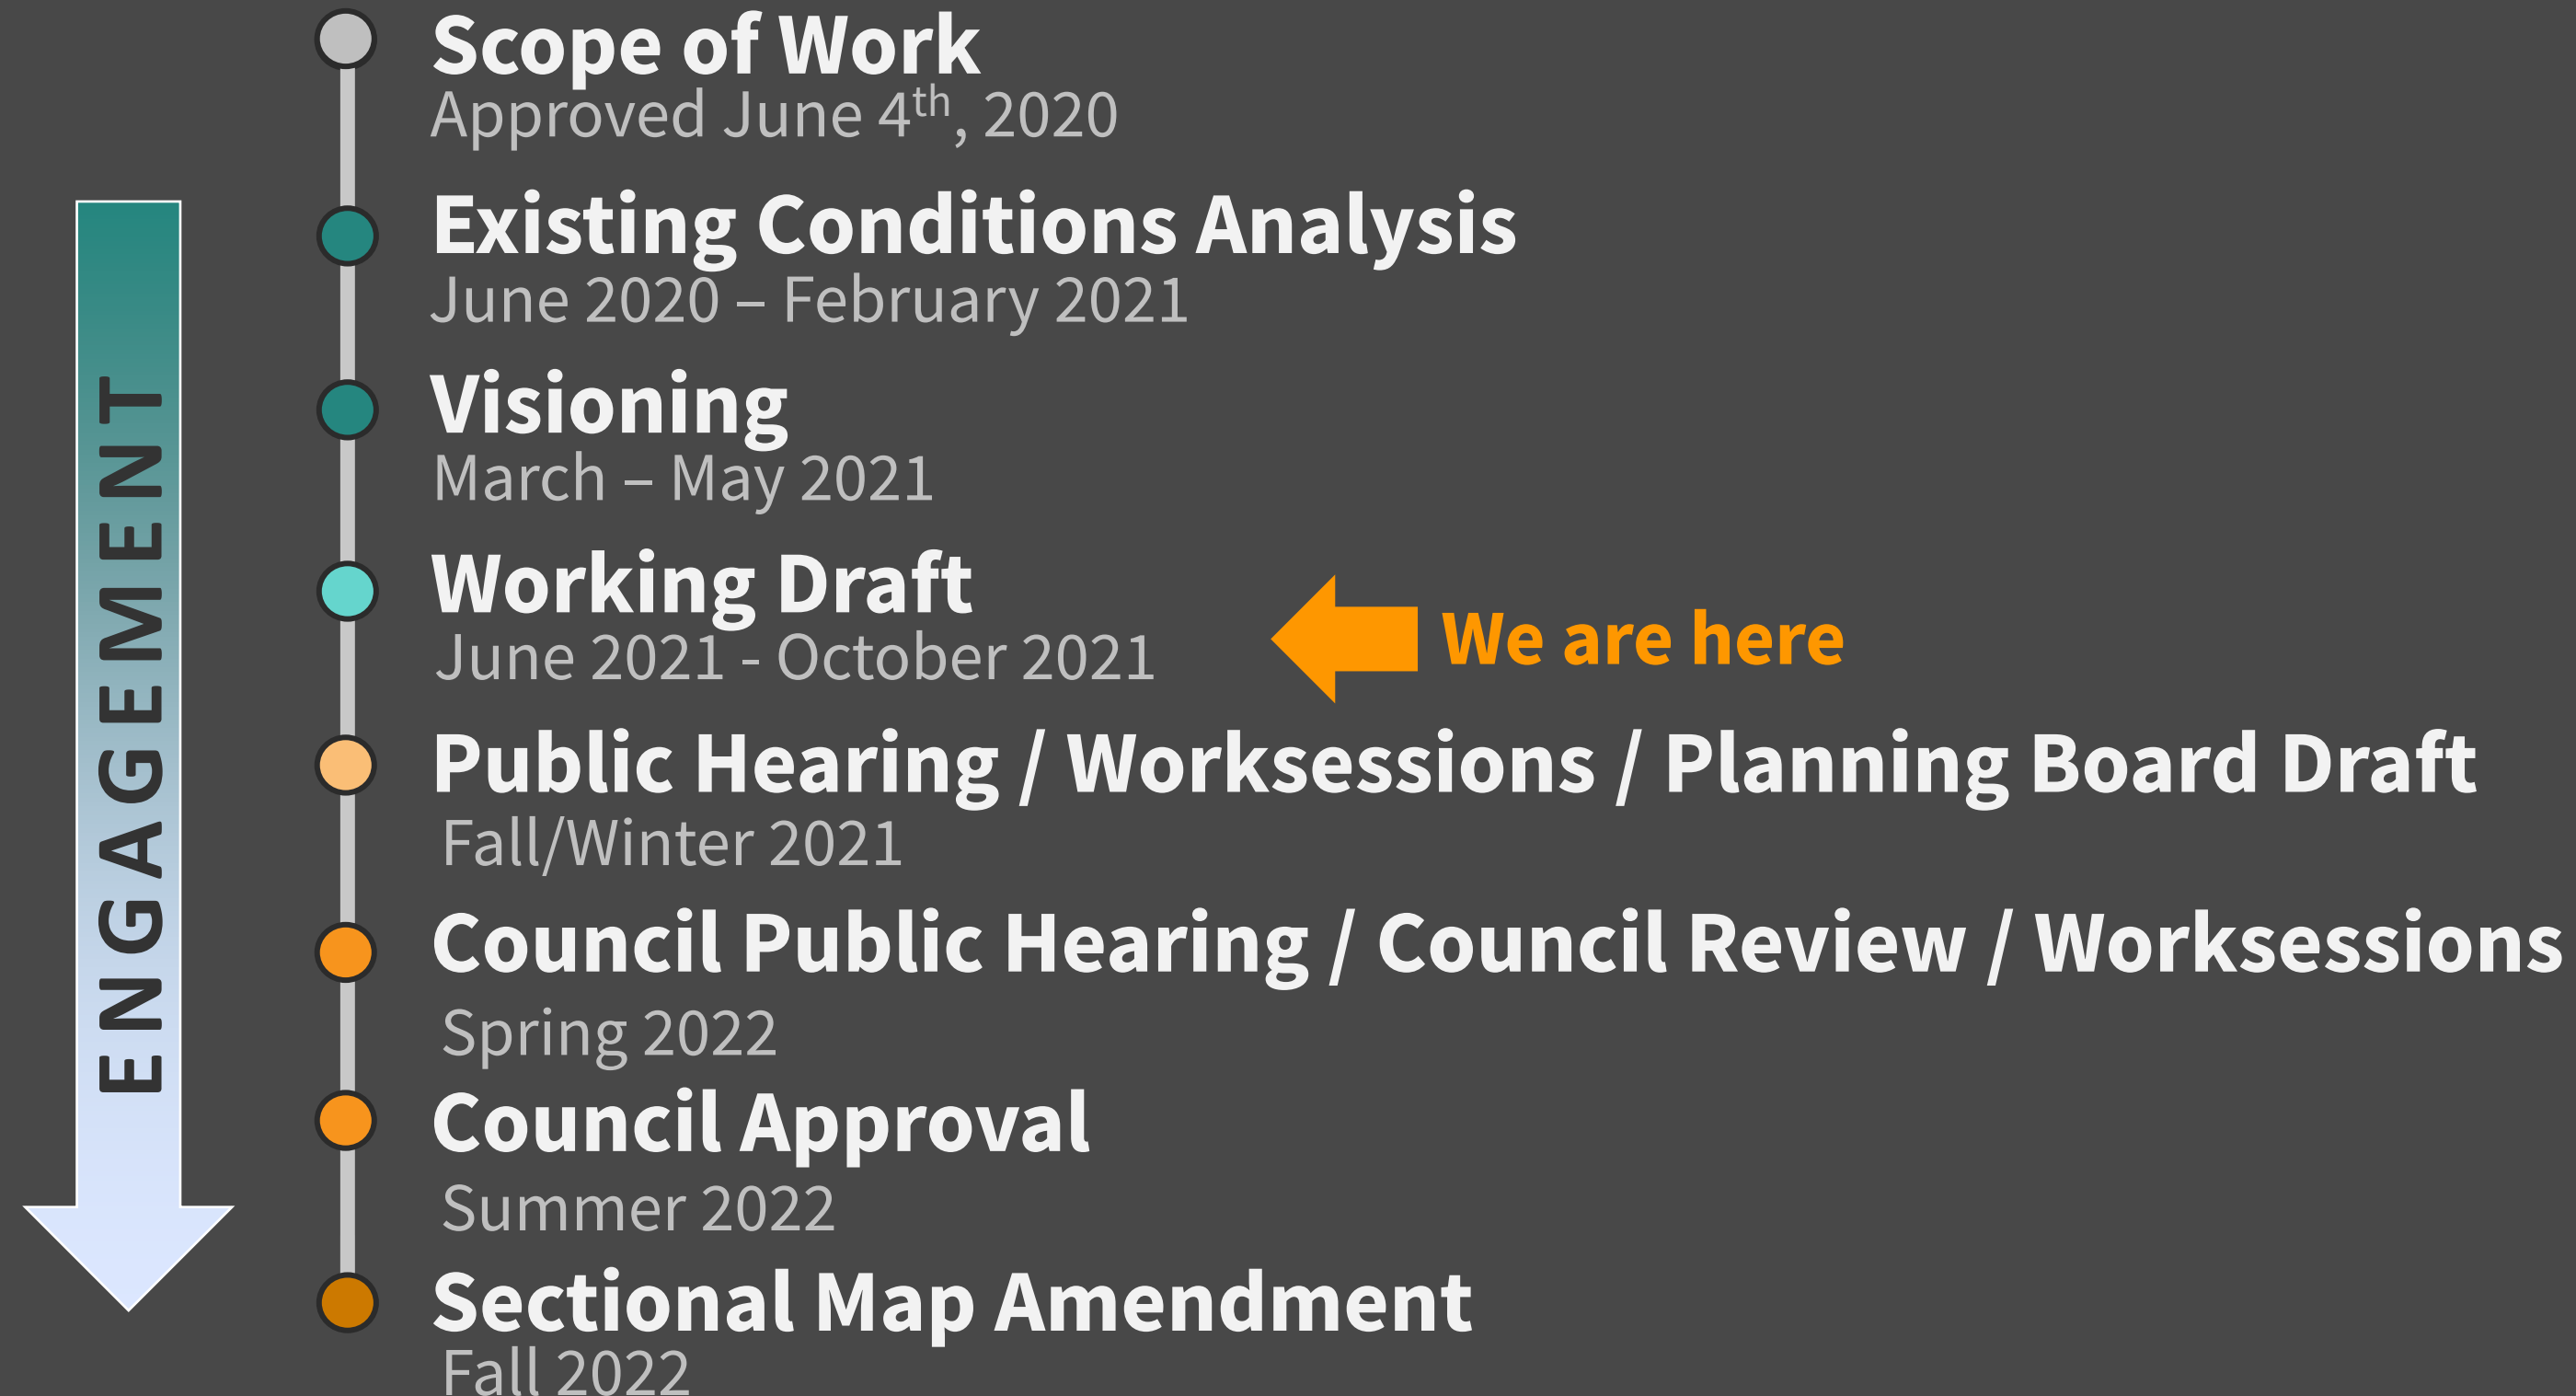 Scope of Work
Approved June 4th, 2020
Existing Conditions Analysis
June 2020 – February 2021
Visioning
March – May 2021
Working Draft
June 2021 - October 2021
We are here
Public Hearing / Worksessions / Planning Board Draft
Fall/Winter 2021
Council Public Hearing / Council Review / Worksessions
Spring 2022
Council Approval
Summer 2022
Sectional Map Amendment
Fall 2022
ENGAGEMENT